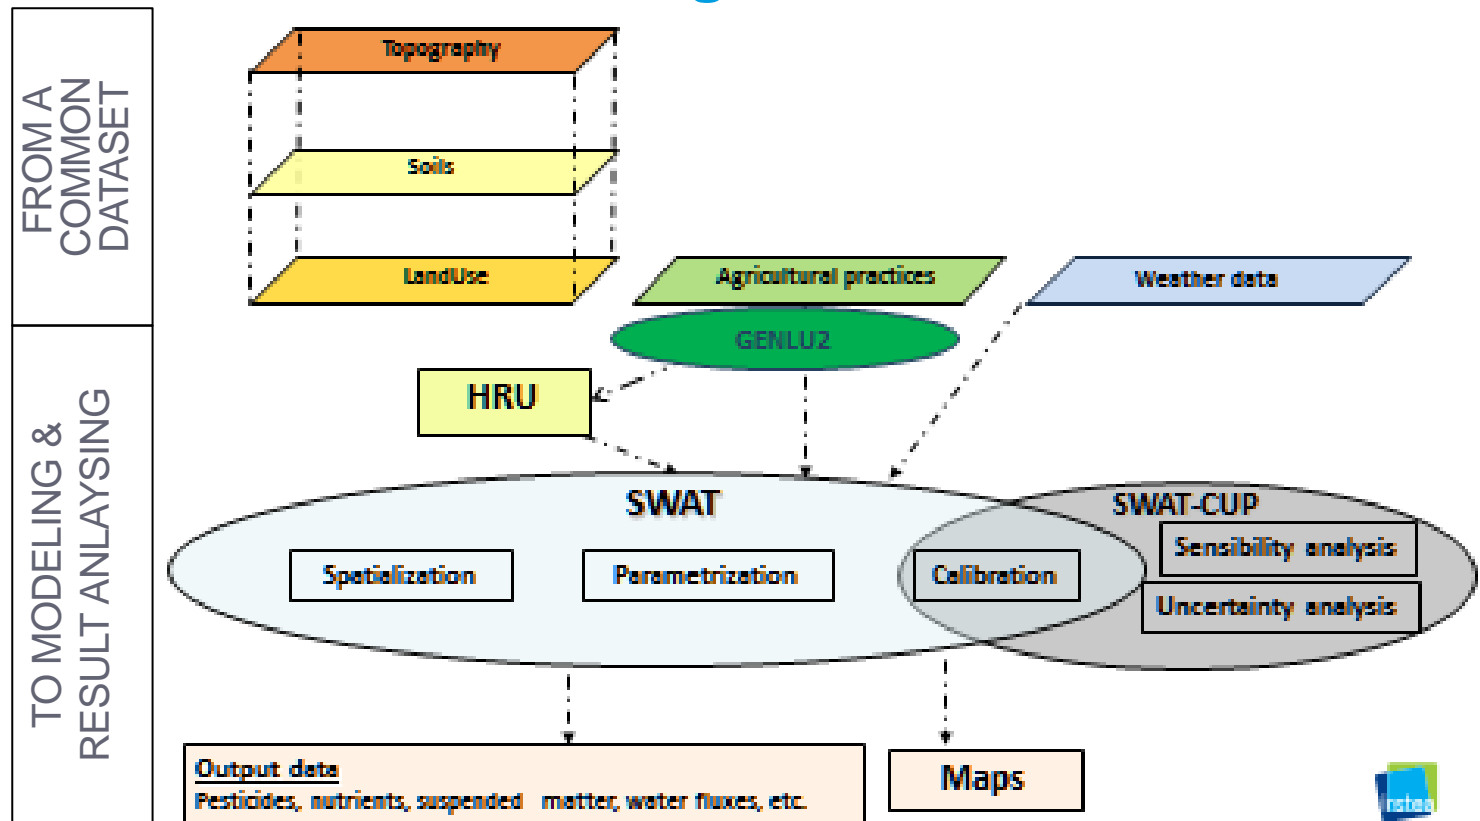 FROM A
COMMON
DATASET
Topography
Soils
LandUse
Agricultural practices
Weather data
GENLU2
HRU
TO MODELING &
RESULT ANLAYSING
SWAT
SWAT-CUP
Spatialization
Parametrization
Calibration
Sensibility analysis
Uncertainty analysis
Output data
Pesticides, nutrients, suspended matter, water fluxes, etc.
Maps